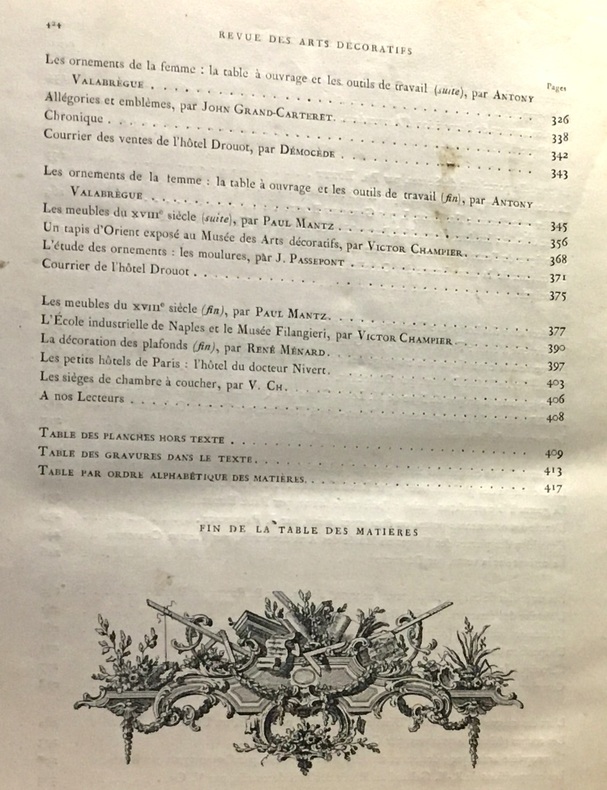 424
REVUE DES ARTS DÉCORATIFS
Pages
Les ornements de la femme : la table à ouvrage et les outils de travail (suite), par ANTONY
VALABRÈGUE . . . . . . . . . . 326
Allégories et emblèmes, par JOHN GRAND-CARTERET. . . . . . . . . . 338
Chronique . . . . . . . . . . 342
Courrier des ventes de l'hôtel Drouot, par DÉMOCÈDE . . . . . . . . . . 343
Les ornements de la femme : la table à ouvrage et les outils de travail (fin), par ANTONY
VALABRÈGUE . . . . . . . . . . 345
Les meubles du XVIIIe siècle (suite), par PAUL MANTZ . . . . . . . . . . 356
Un tapis d'Orient exposé au Musée des Arts décoratifs, par VICTOR CHAMPIER. . . . . . . . . . 368
L'étude des ornements : les moulures, par J. PASSEPONT . . . . . . . . . . 371
Courrier de l'hôtel Drouot . . . . . . . . . . 375
Les meubles du XVIIIe siècle (fin), par PAUL MANTZ. . . . . . . . . . 377
L'École industrielle de Naples et le Musée Filangieri, par VICTOR CHAMPIER . . . . . . . . . . 390
La décoration des plafonds (fin), par RENÉ MÉNARD. . . . . . . . . . 397
Les petits hôtels de Paris : l'hôtel du docteur Nivert. . . . . . . . . . 403
Les sièges de chambre à coucher, par V. CH. . . . . . . . . . 406
A nos Lecteurs . . . . . . . . . . 408
TABLE DES PLANCHES HORS TEXTE . . . . . . . . . . 409
TABLE DES GRAVURES DANS LE TEXTE. . . . . . . . . . 413
TABLE PAR ORDRE ALPHABÉTIQUE DES MATIÈRES. . . . . . . . . . 417
FIN DE LA TABLE DES MATIÈRES